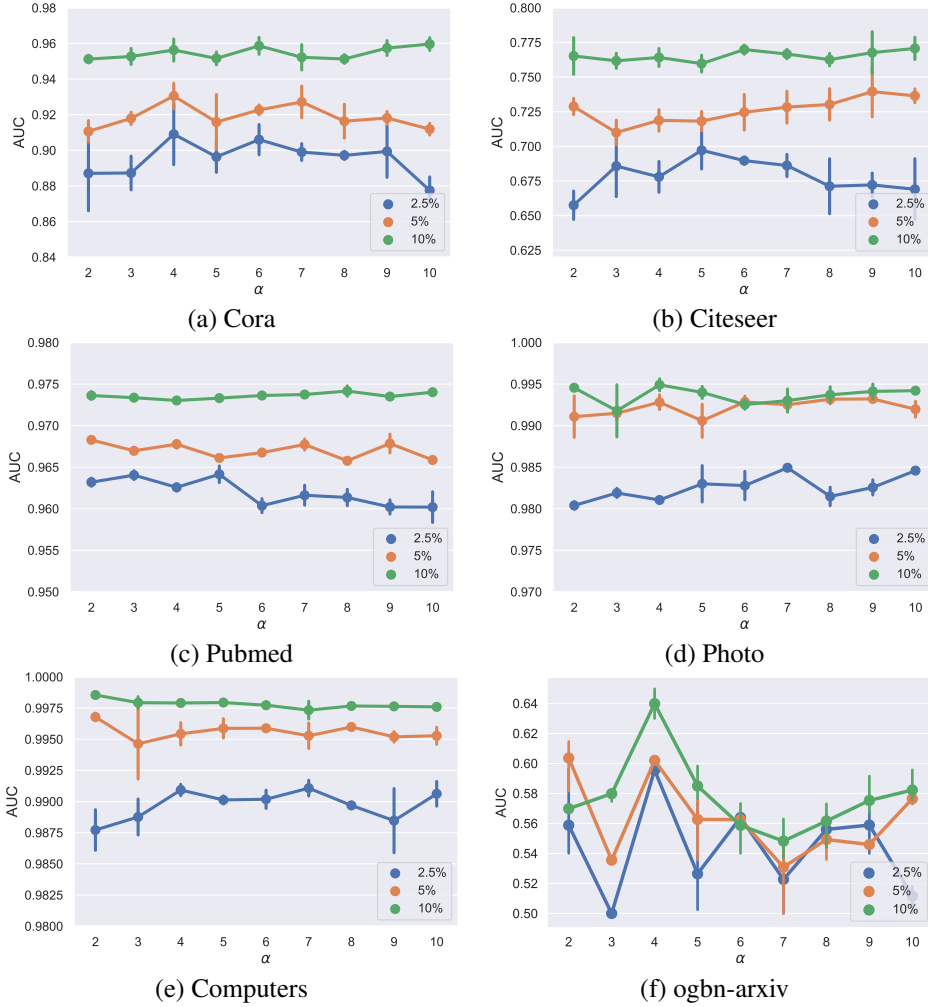 0.98
0.96
0.94
0.92
0.90
0.88
0.86
0.84
AUC
2.5%
5%
10%
2 3 4 5 6 7 8 9 10
α
(a) Cora
0.800
0.775
0.750
0.725
0.700
0.675
0.650
0.625
AUC
2.5%
5%
10%
2 3 4 5 6 7 8 9 10
α
(b) Citeseer
0.980
0.975
0.970
0.965
0.960
0.955
0.950
AUC
2.5%
5%
10%
2 3 4 5 6 7 8 9 10
α
(c) Pubmed
1.000
0.995
0.990
0.985
0.980
0.975
0.970
AUC
2.5%
5%
10%
2 3 4 5 6 7 8 9 10
α
(d) Photo
1.0000
0.9975
0.9950
0.9925
0.9900
0.9875
0.9850
0.9825
0.9800
AUC
2.5%
5%
10%
2 3 4 5 6 7 8 9 10
α
(e) Computers
0.64
0.62
0.60
0.58
0.56
0.54
0.52
0.50
AUC
2.5%
5%
10%
2 3 4 5 6 7 8 9 10
α
(f) ogbn-arxiv